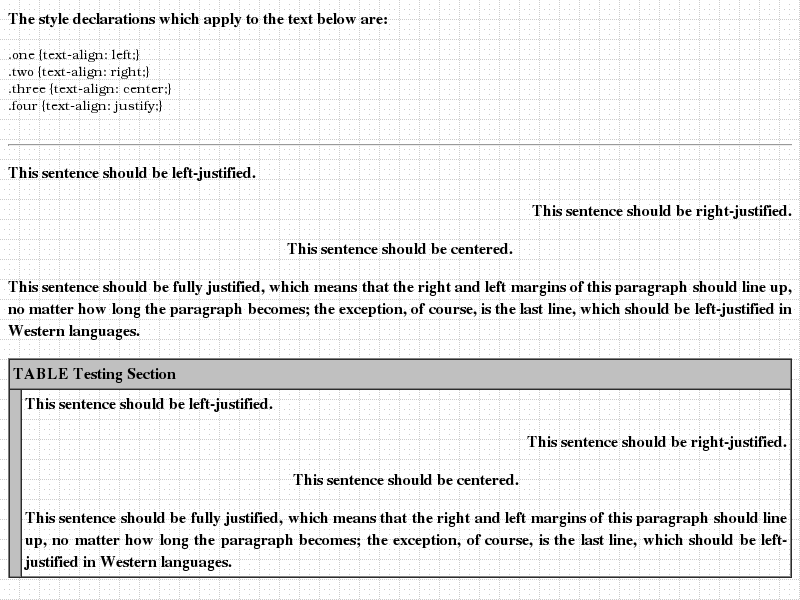 The style declarations which apply to the text below are:
.one {text-align: left;}
.two {text-align: right;}
.three {text-align: center;}
.four {text-align: justify;}
This sentence should be left-justified.
This sentence should be right-justified.
This sentence should be centered.
This sentence should be fully justified, which means that the right and left margins of this paragraph should line up,
no matter how long the paragraph becomes; the exception, of course, is the last line, which should be left-justified in
Western languages.
TABLE Testing Section
This sentence should be left-justified.
This sentence should be right-justified.
This sentence should be centered.
This sentence should be fully justified, which means that the right and left margins of this paragraph should line
up, no matter how long the paragraph becomes; the exception, of course, is the last line, which should be left-
justified in Western languages.